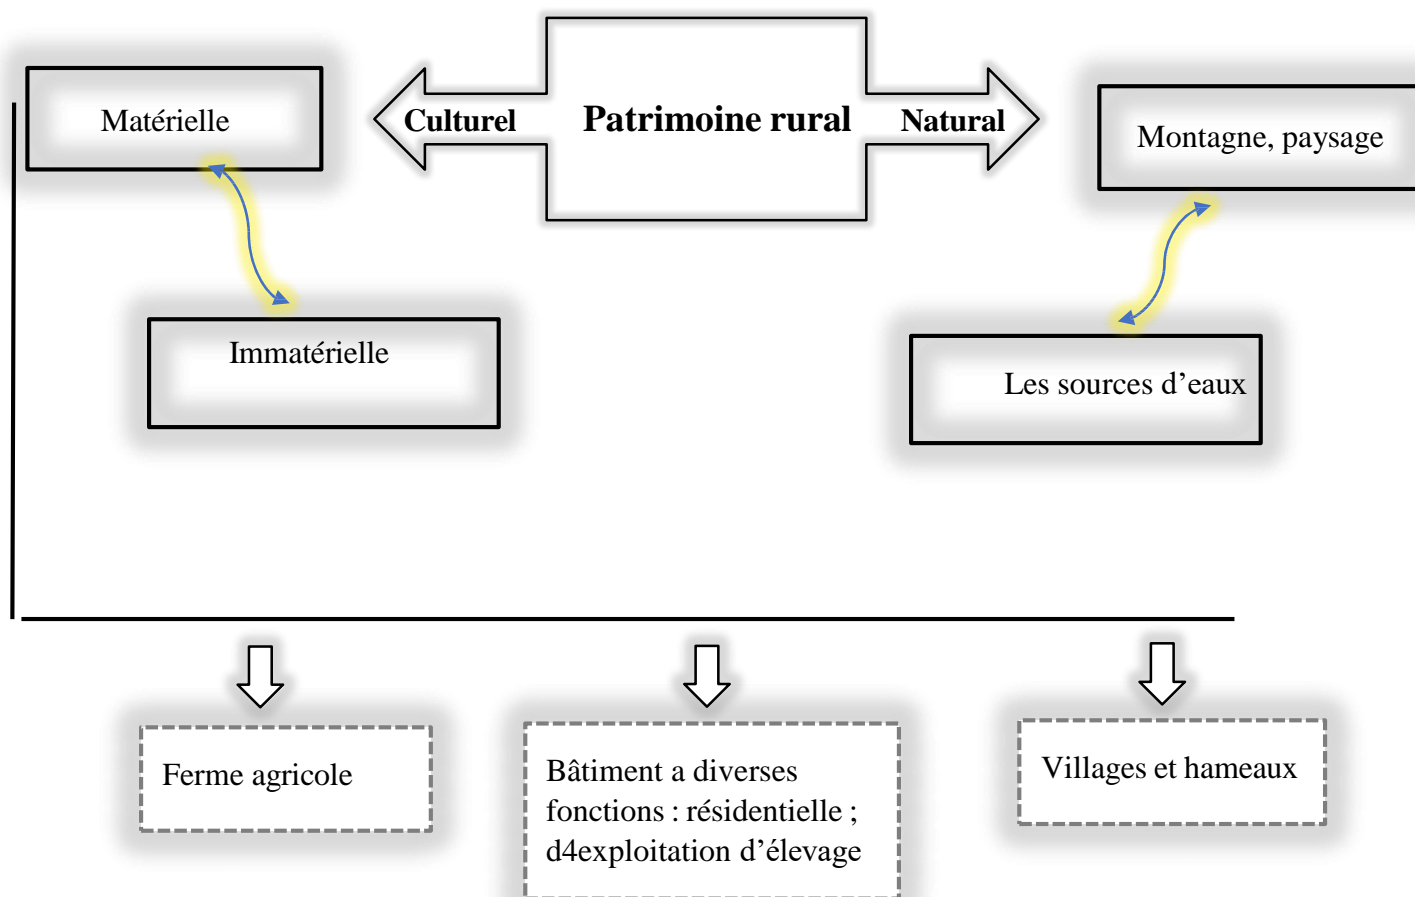 Matérielle
Culturel
Patrimoine rural
Natural
Montagne, paysage
Immatérielle
Les sources d’eaux
Ferme agricole
Bâtiment a diverses
fonctions : résidentielle ;
d4exploitation d’élevage
Villages et hameaux